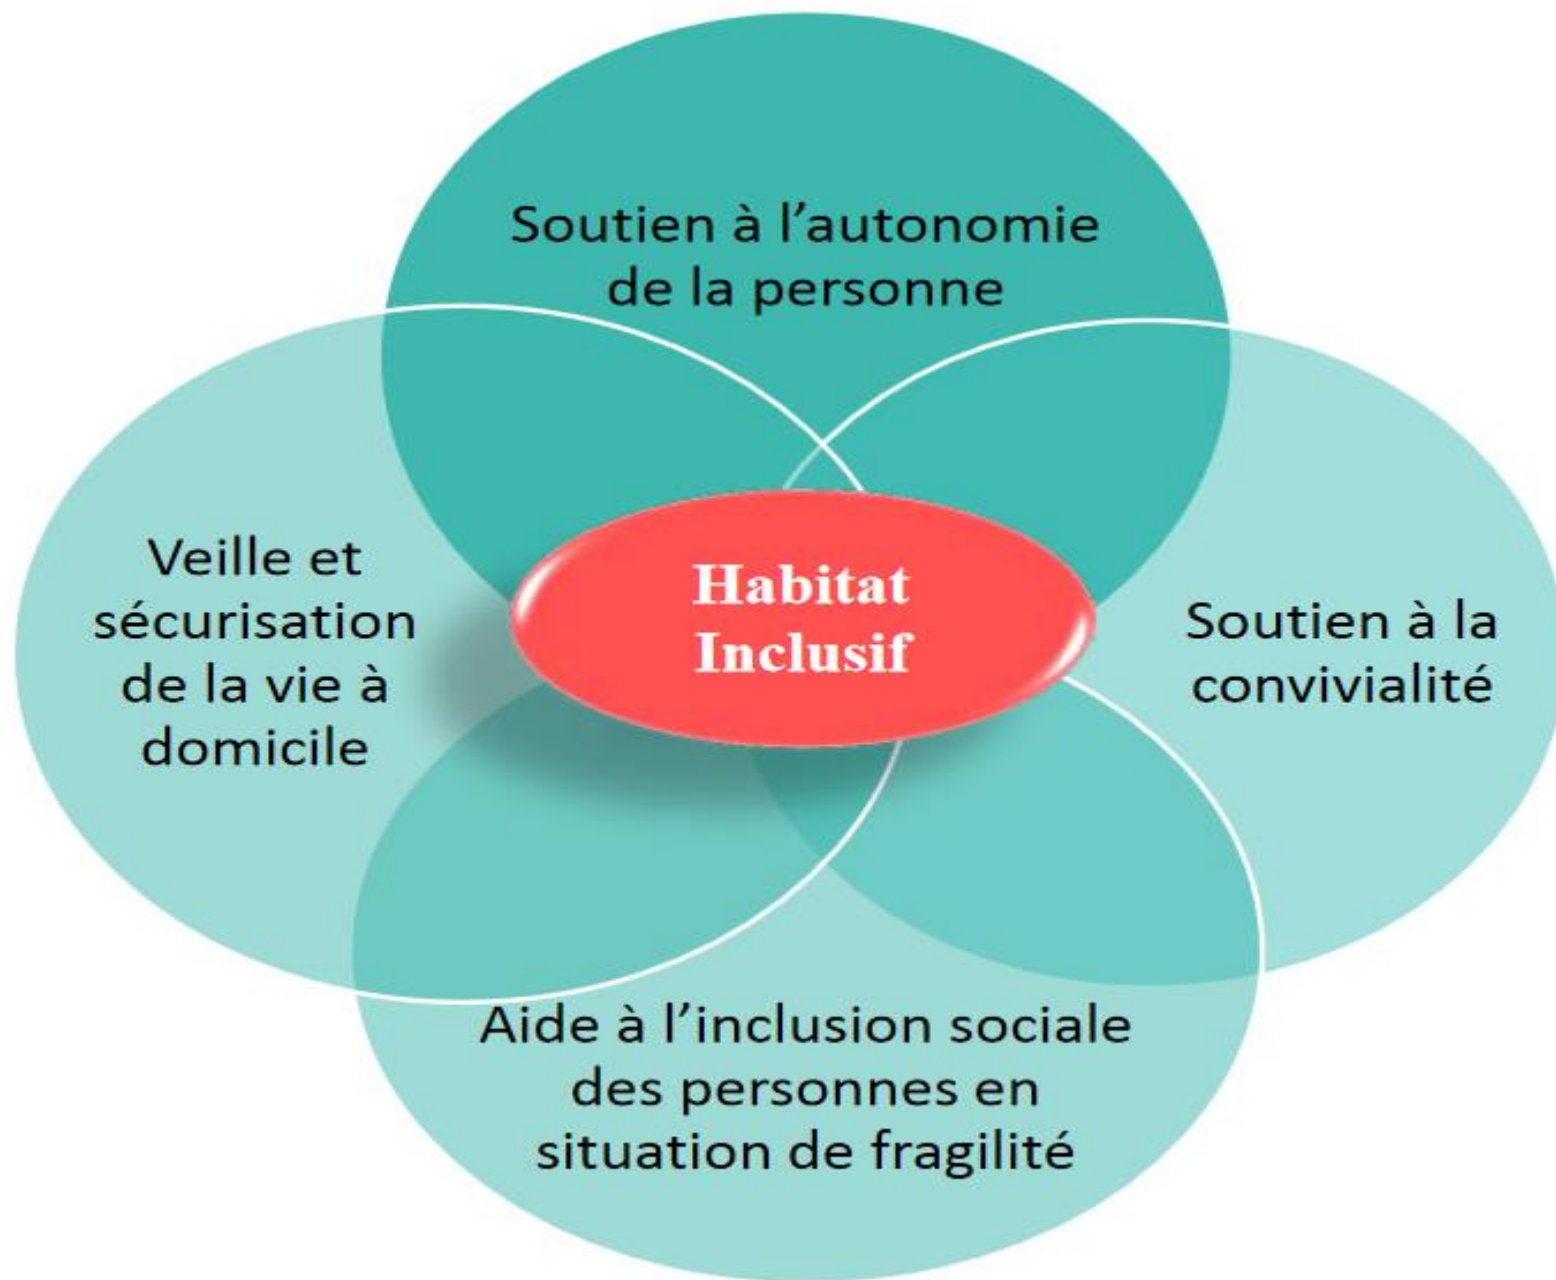 Soutien à l’autonomie
de la personne
Veille et
sécurisation
de la vie à
domicile
Habitat
Inclusif
Soutien à la
convivialité
Aide à l’inclusion sociale
des personnes en
situation de fragilité